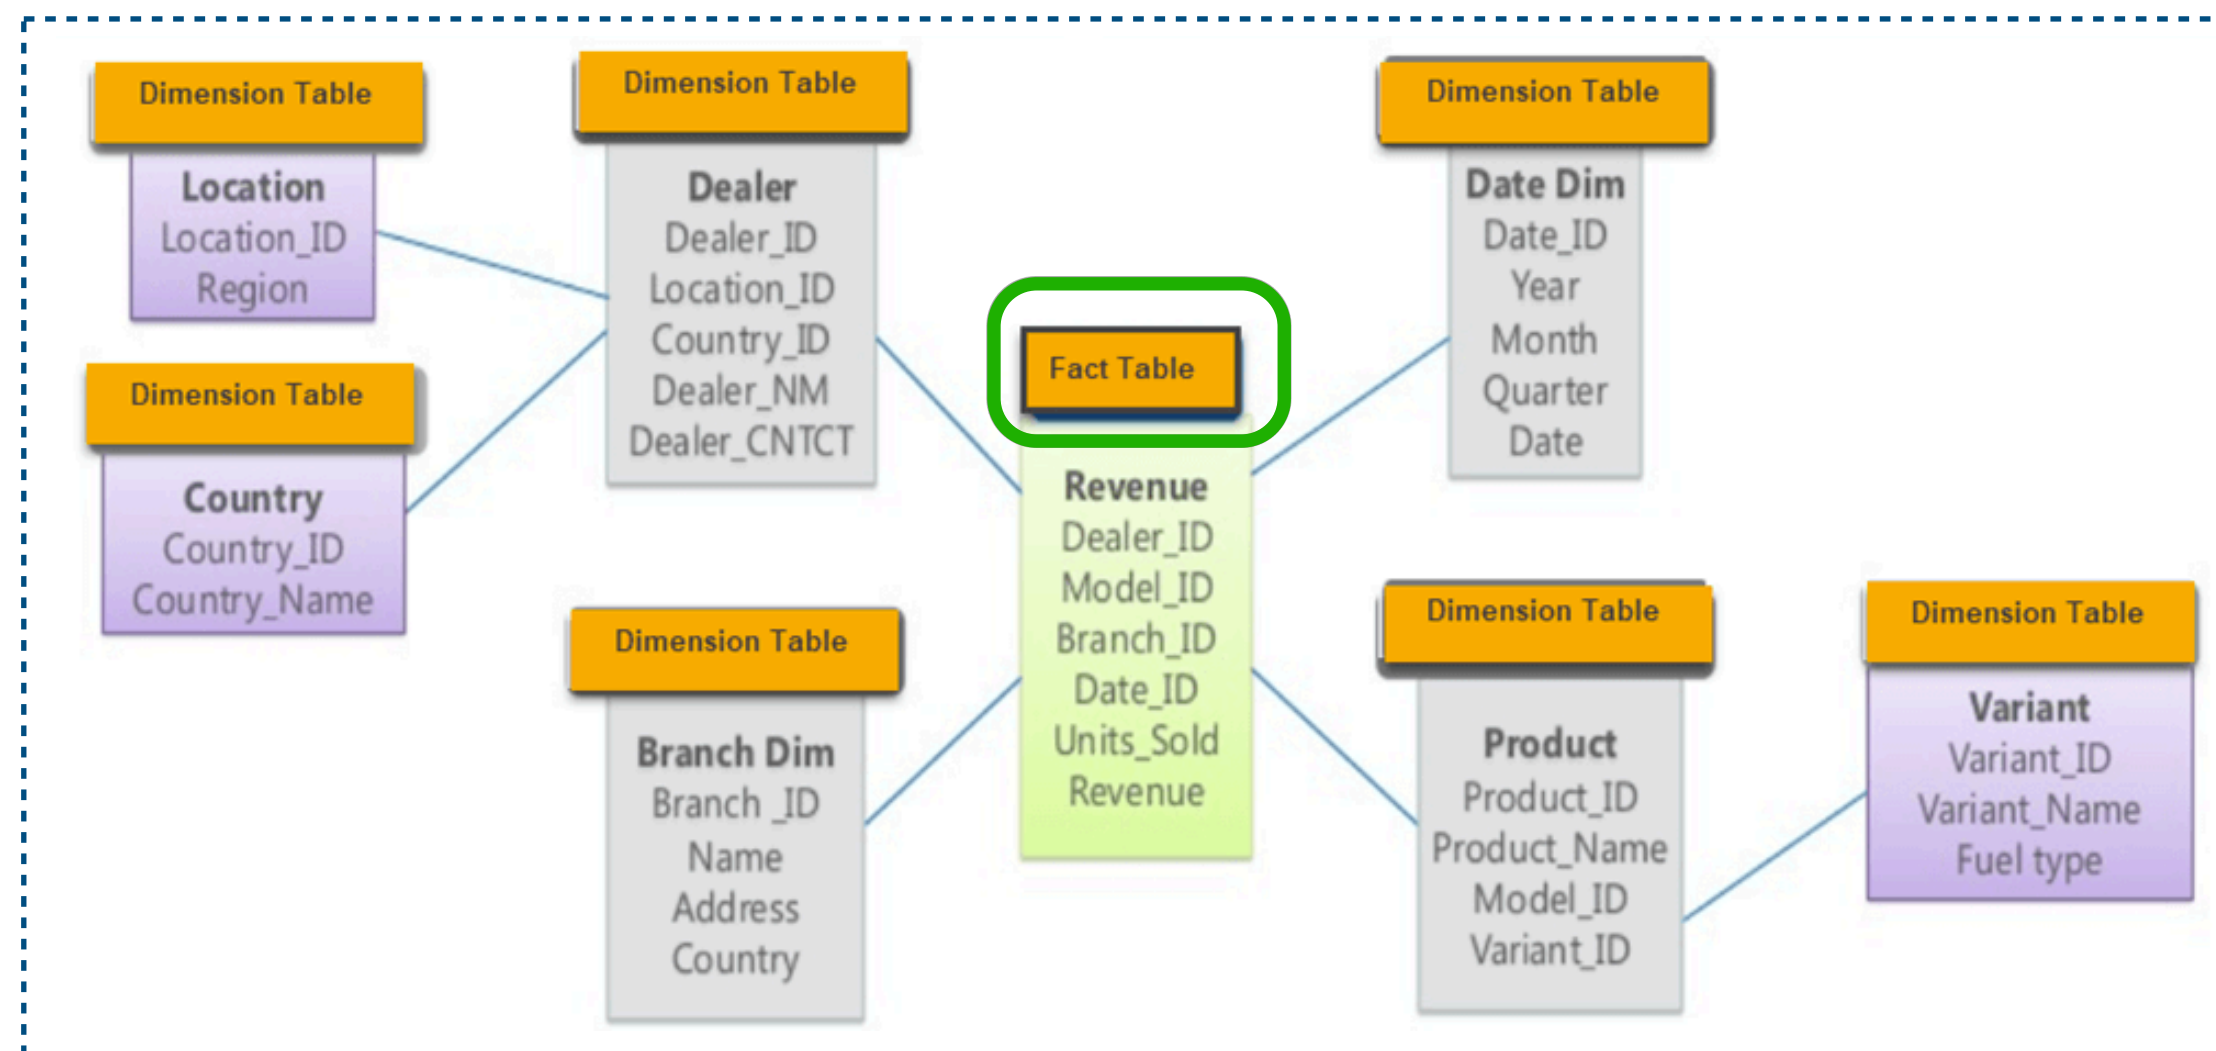 Dimension Table
Location
Location_ID
Region
Dimension Table
Country
Country_ID
Country_Name
Dimension Table
Dealer
Dealer_ID
Location_ID
Country_ID
Dealer_NM
Dealer_CNTCT
Dimension Table
Branch Dim
Branch _ID
Name
Address
Country
Fact Table
Revenue
Dealer_ID
Model_ID
Branch_ID
Date_ID
Units_Sold
Revenue
Dimension Table
Date Dim
Date_ID
Year
Month
Quarter
Date
Dimension Table
Product
Product_ID
Product_Name
Model_ID
Variant_ID
Dimension Table
Variant
Variant_ID
Variant_Name
Fuel type